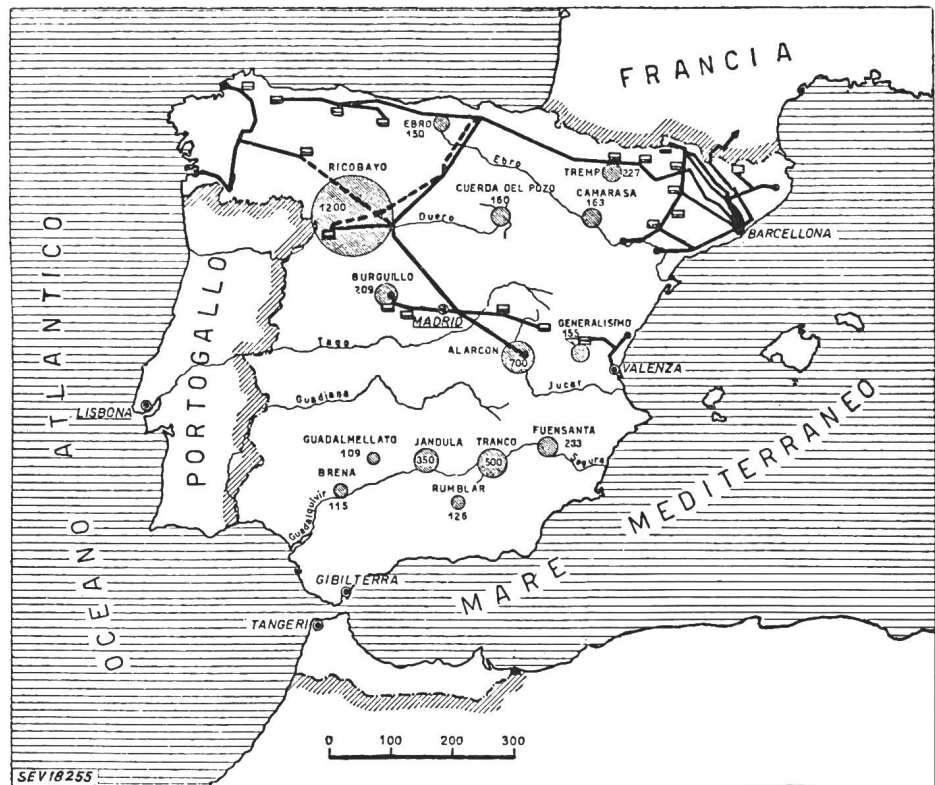 FRANCIA
EBRO
150
RICOBAYO
1200
Ebro
TREMP 227
CUERDA DEL POZO
160
CAMARASA
163
Duero
BARCELLONA
BURGUILLO
209
MADRID
GENERALISIMO
155
ALARCON
700
VALENZA
Tago
Jucar
Guadiana
LISBONA
PORTOGALLO
OCEANO ATLANTICO
MARE MEDITERRANEO
GUADALMELLATO
109
JANDULA
350
TRANCO
500
FUENSANTA
233
Segura
BRENA
115
RUMBLAR
126
Guadalquivir
GIBILTERRA
TANGERI
0 100 200 300
SEV18255